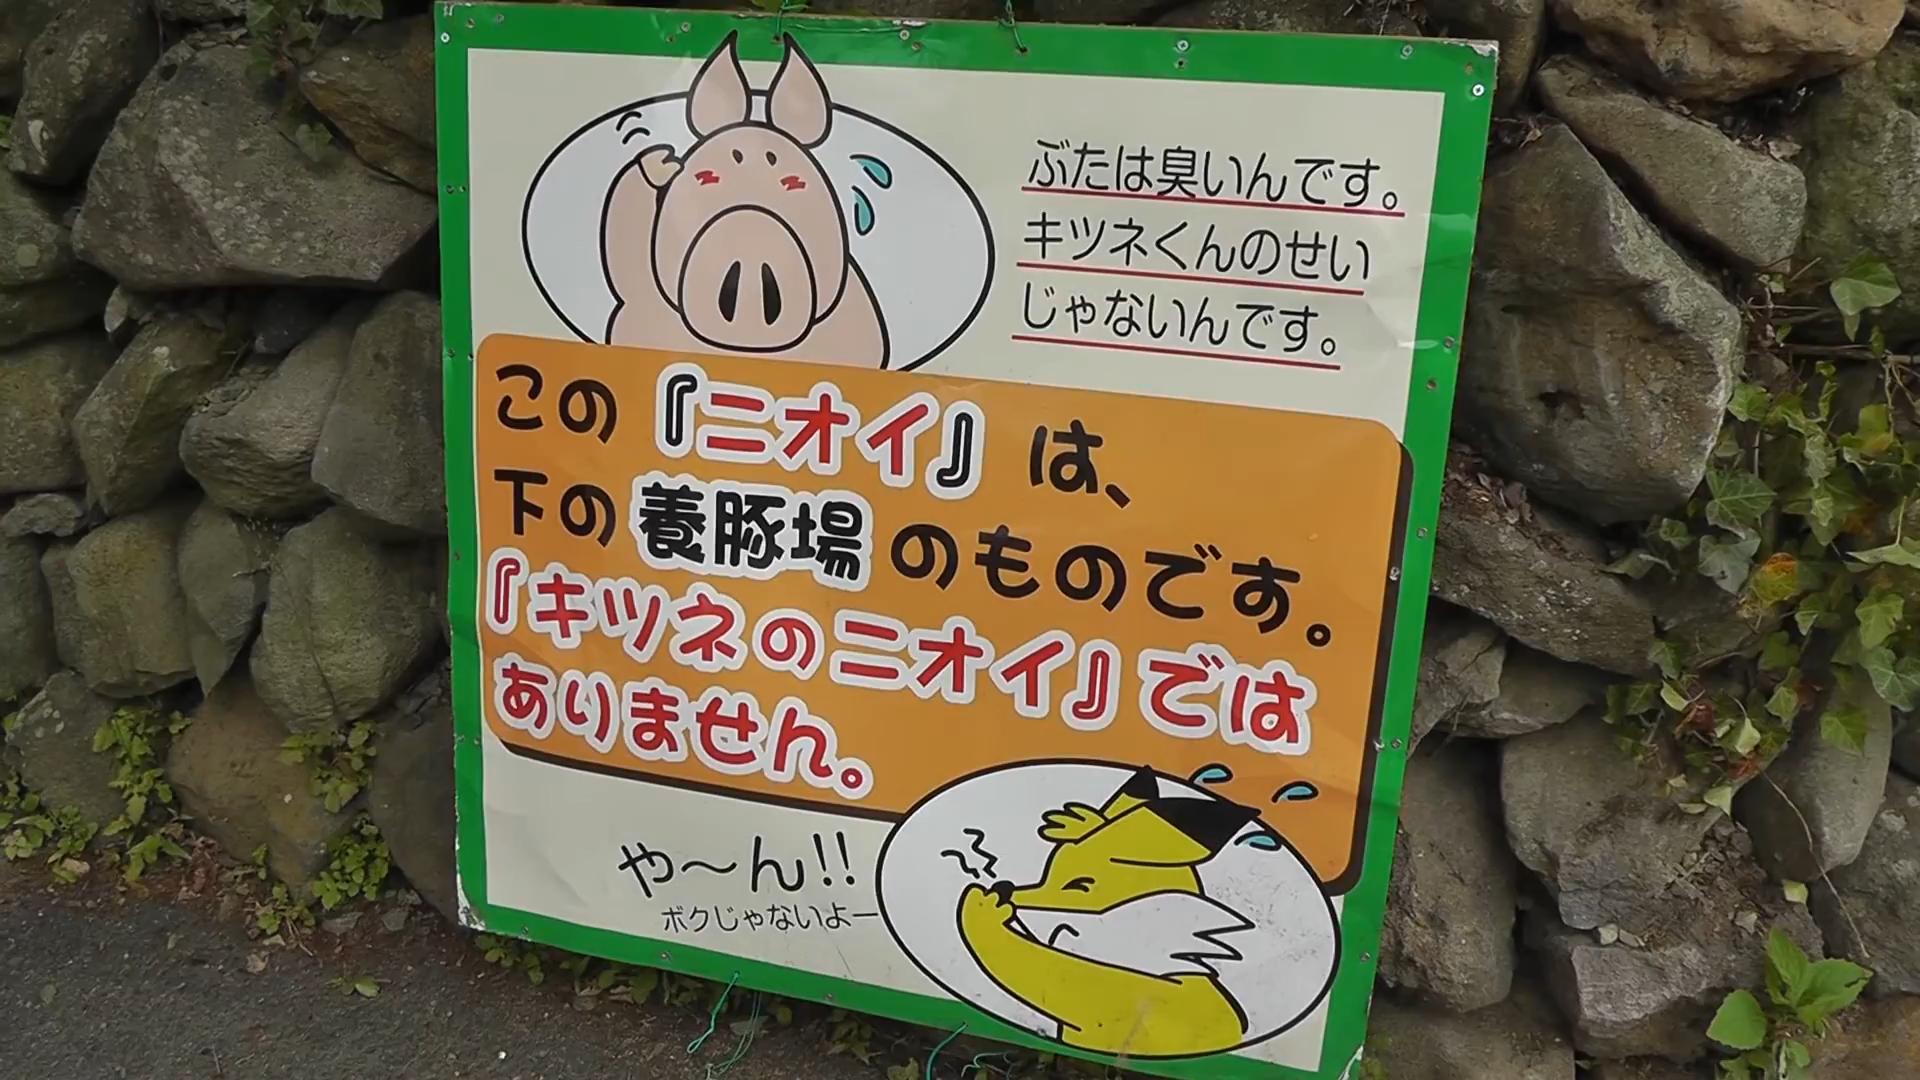 ぶたは臭いんです。
キツネくんのせい
じゃないんです。
この『ニオイ』は、
下の養豚場のものです。
『キツネのニオイ』では
ありません。
や〜ん!!
ボクじゃないよー